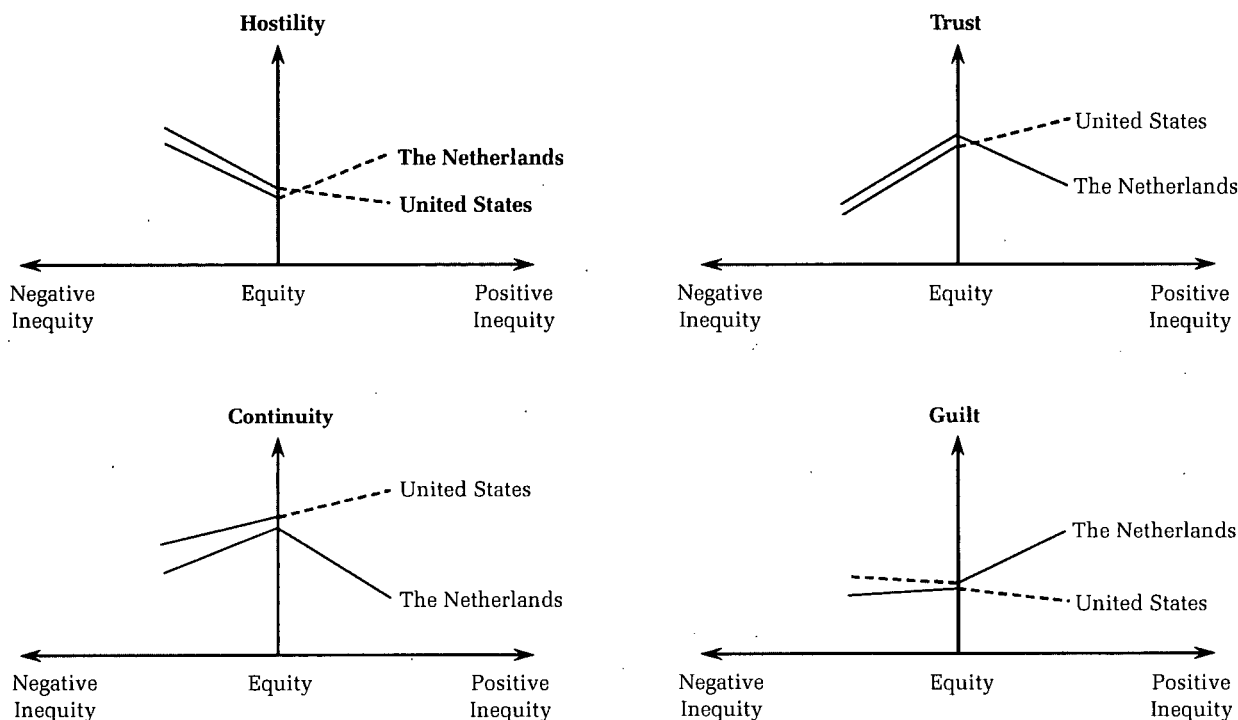 Hostility
The Netherlands
United States
Negative
Inequity
Equity
Positive
Inequity
Trust
United States
The Netherlands
Negative
Inequity
Equity
Positive
Inequity
Continuity
United States
The Netherlands
Negative
Inequity
Equity
Positive
Inequity
Guilt
The Netherlands
United States
Negative
Inequity
Equity
Positive
Inequity